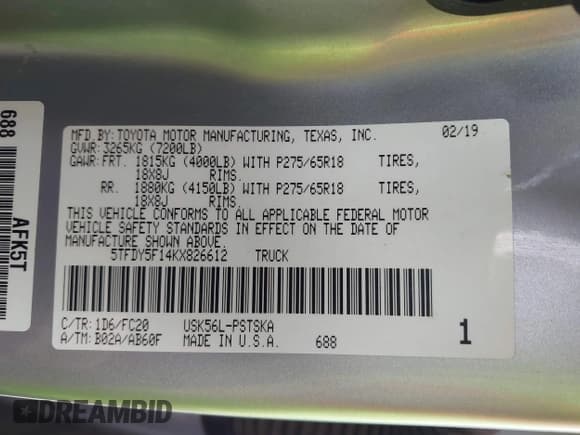 688
AFK5T
MFD.BY:TOYOTA MOTOR MANUFACTURING, TEXAS, INC. 02/19
GVWR:3265KG (7200LB)
GAWR:FRT. 1815KG (4000LB) WITH P275/65R18 TIRES,
18X8J RIMS.
RR. 1880KG (4150LB) WITH P275/65R18 TIRES,
18X8J RIMS.
THIS VEHICLE CONFORMS TO ALL APPLICABLE FEDERAL MOTOR
VEHICLE SAFETY STANDARDS IN EFFECT ON THE DATE OF
MANUFACTURE SHOWN ABOVE.
5TFDY5F14KX826612 TRUCK
C/TR:1D6/FC20 USK56L-PSTSKA 1
A/TM:B02A/AB60F MADE IN U.S.A. 688
DREAMBID